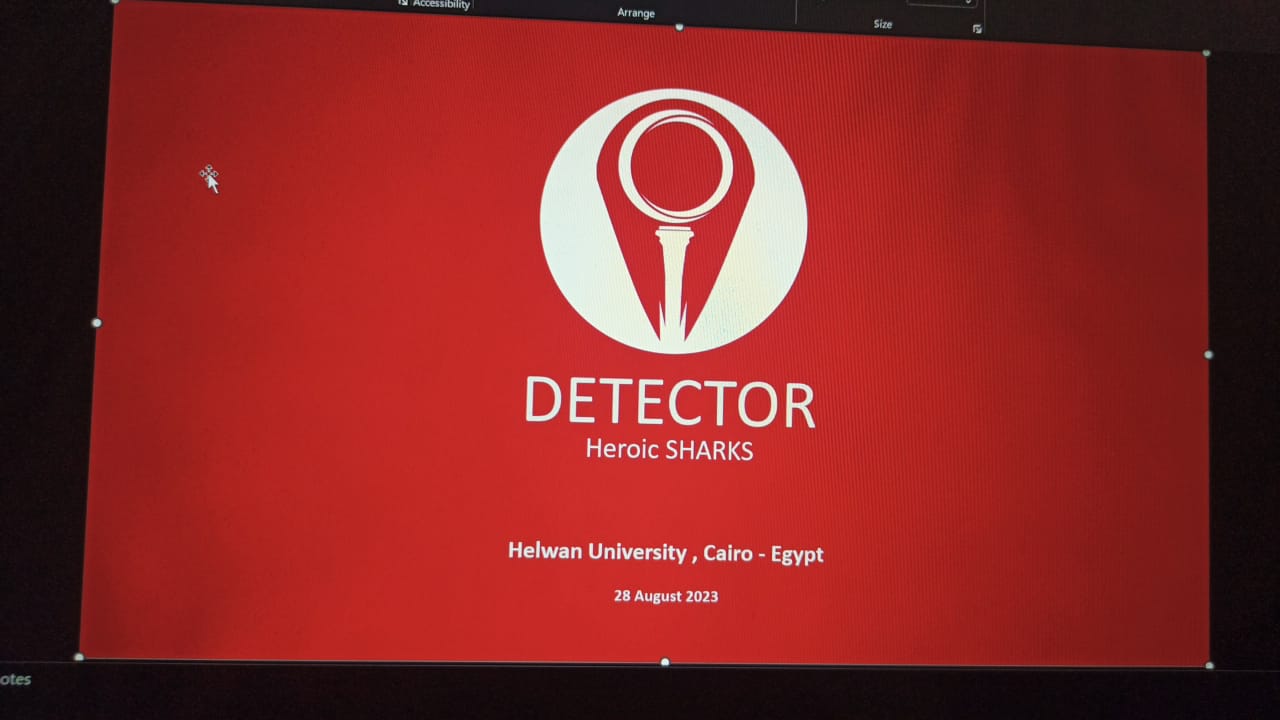 Accessibility
Arrange
Size
DETECTOR
Heroic SHARKS
Helwan University , Cairo - Egypt
28 August 2023
otes